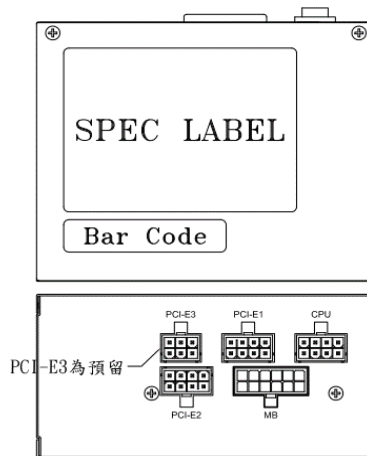 SPEC LABEL
Bar Code
PCI-E3 PCI-E1 CPU
PCI-E3為預留
PCI-E2 MB